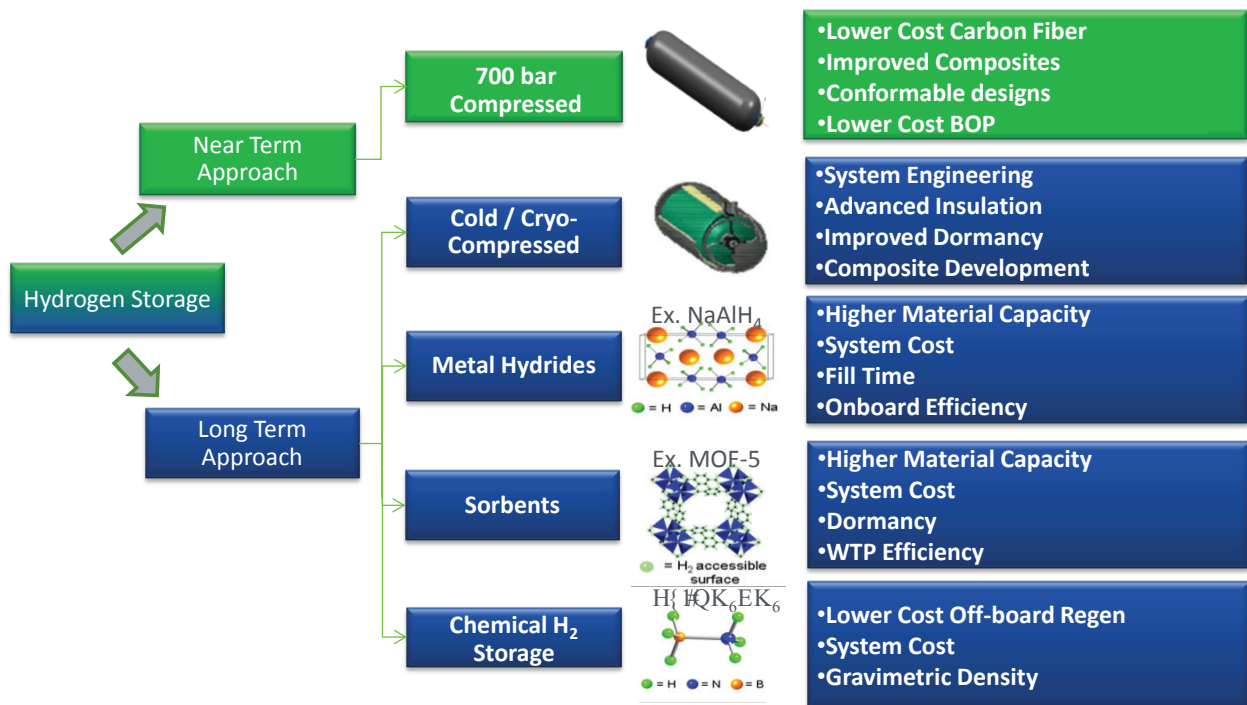 Hydrogen Storage
Near Term
Approach
Long Term
Approach
700 bar
Compressed
•Lower Cost Carbon Fiber
•Improved Composites
•Conformable designs
•Lower Cost BOP
Cold / Cryo-
Compressed
•System Engineering
•Advanced Insulation
•Improved Dormancy
•Composite Development
Metal Hydrides
Ex. NaAlH₄
= H = Al = Na
•Higher Material Capacity
•System Cost
•Fill Time
•Onboard Efficiency
Sorbents
Ex. MOF-5
= H₂ accessible
surface
•Higher Material Capacity
•System Cost
•Dormancy
•WTP Efficiency
Chemical H₂
Storage
H{1#QK₆EK₆
= H = N = B
•Lower Cost Off-board Regen
•System Cost
•Gravimetric Density